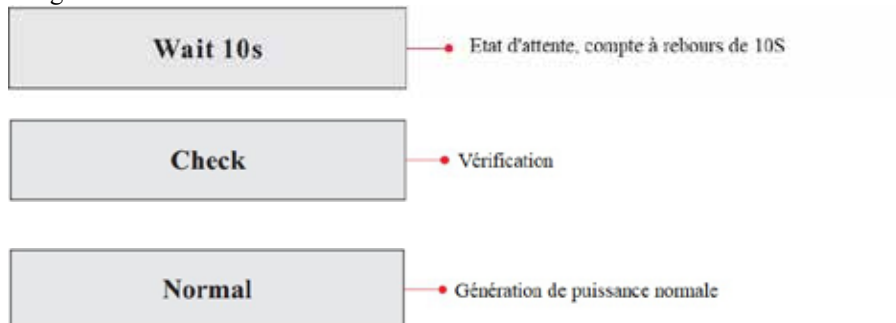 Wait 10s
Etat d'attente, compte à rebours de 10S
Check
Vérification
Normal
Génération de puissance normale